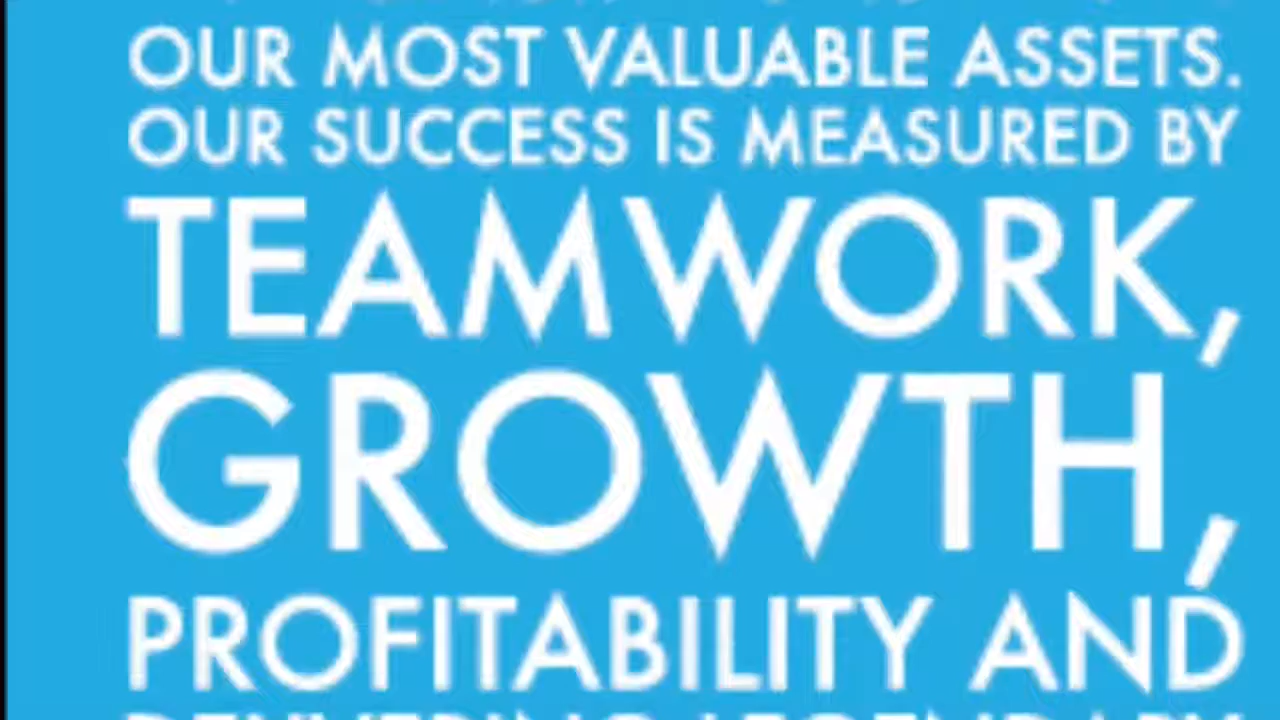 OUR MOST VALUABLE ASSETS.
OUR SUCCESS IS MEASURED BY
TEAMWORK,
GROWTH,
PROFITABILITY AND